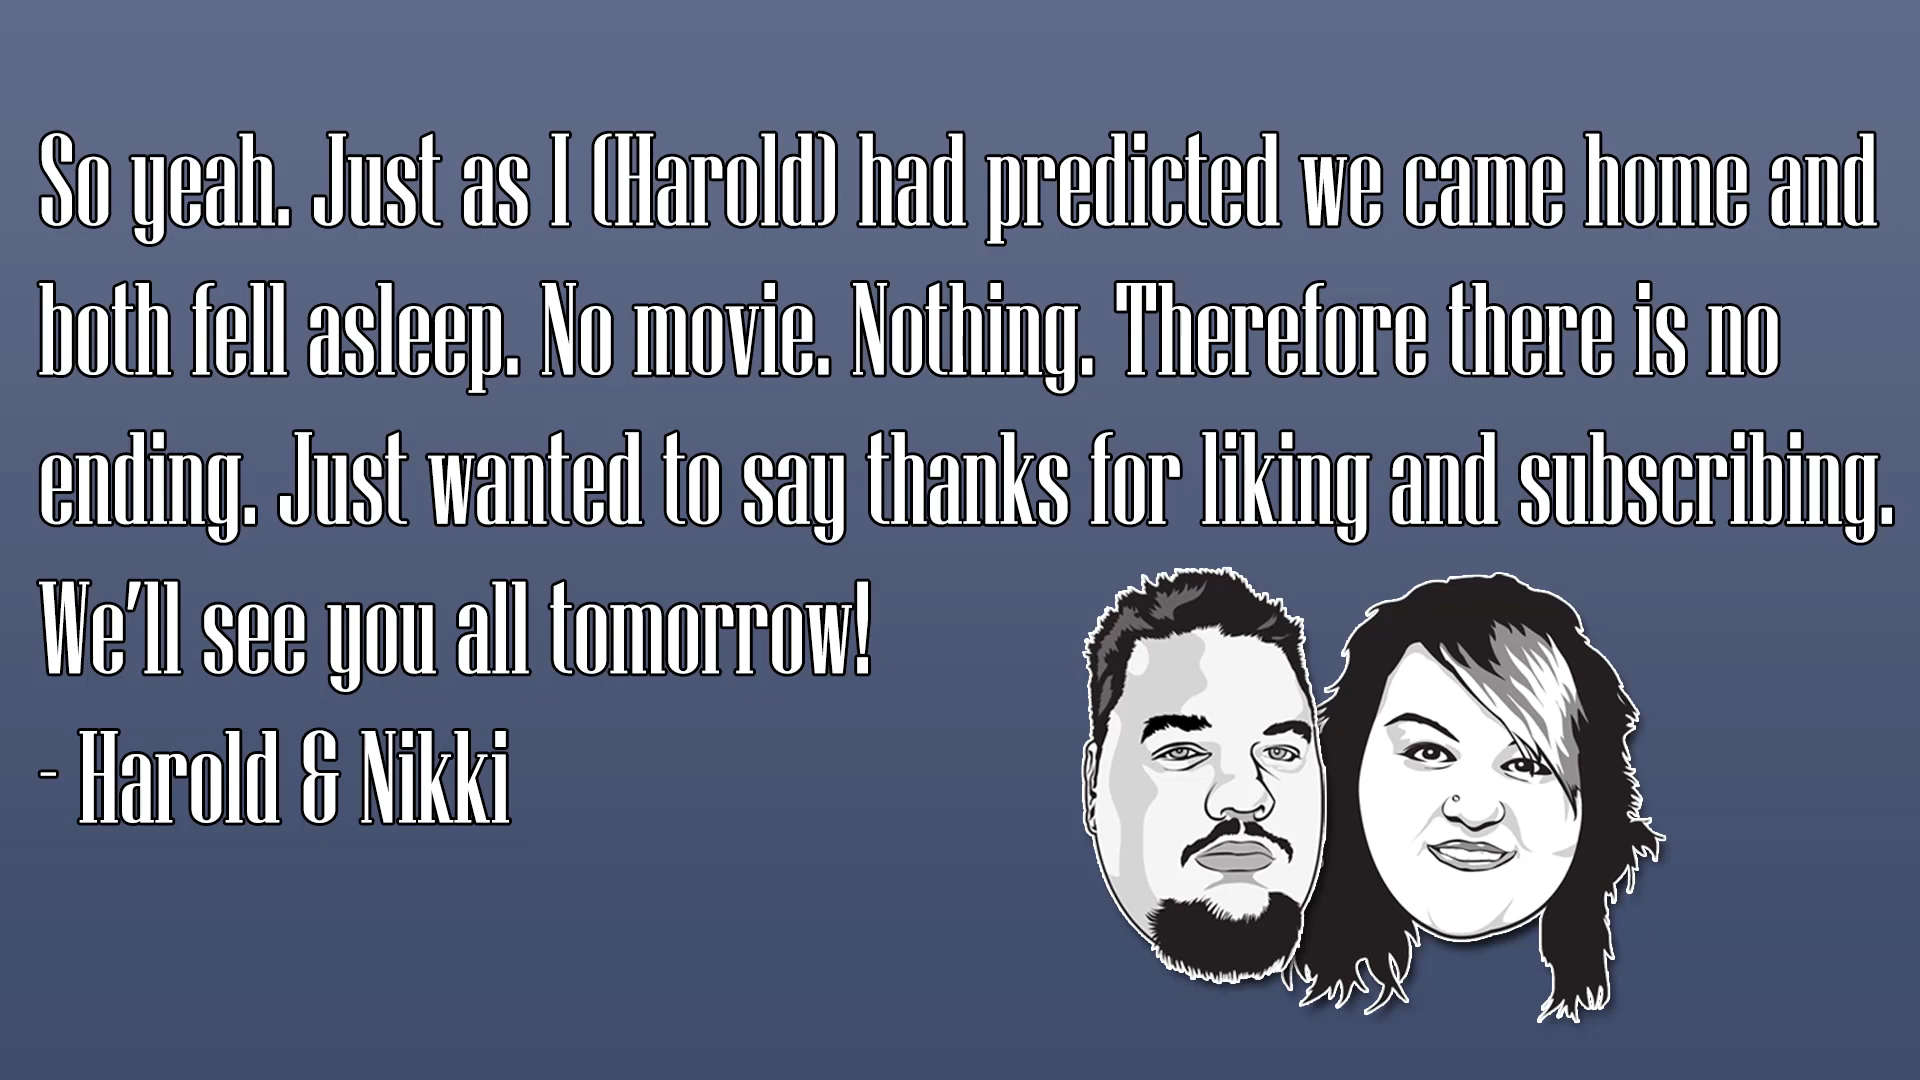 So yeah. Just as I (Harold) had predicted we came home and
both fell asleep. No movie. Nothing. Therefore there is no
ending. Just wanted to say thanks for liking and subscribing.
We'll see you all tomorrow!
- Harold & Nikki